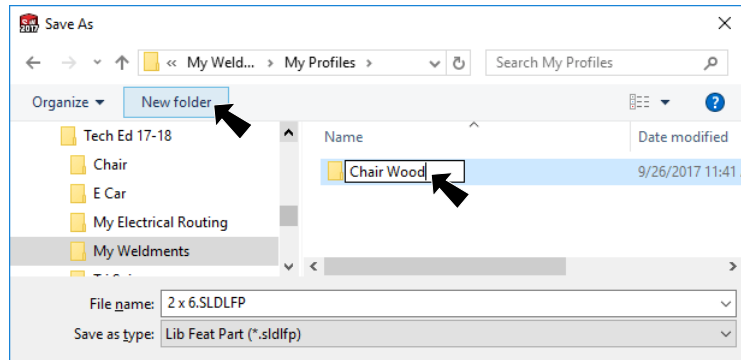 SW
2017
Save As
« My Weld... > My Profiles >
Search My Profiles
Organize
New folder
Name
Date modified
Tech Ed 17-18
Chair
E Car
My Electrical Routing
My Weldments
Chair Wood
9/26/2017 11:41
File name: 2 x 6.SLDLFP
Save as type: Lib Feat Part (*.sldlfp)